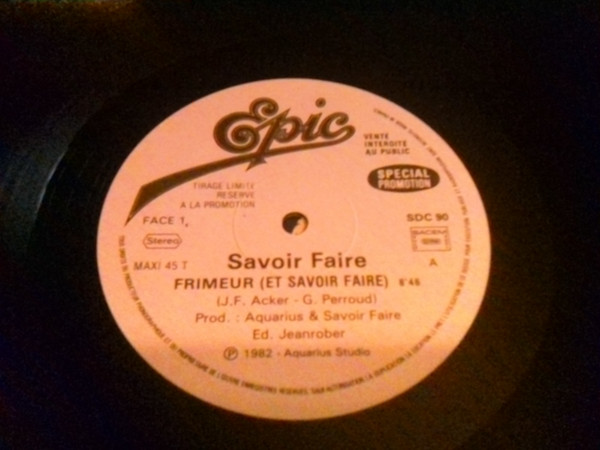 Epic
VENTE
INTERDITE
AU PUBLIC
TIRAGE LIMITE
RESERVE
A LA PROMOTION
SPECIAL
PROMOTION
FACE 1
SDC 90
Stereo
SACEM
MAXI 45 T
A
Savoir Faire
FRIMEUR (ET SAVOIR FAIRE) 6'46
(J.F. Acker - G. Perroud)
Prod. : Aquarius & Savoir Faire
Ed. Jeanrober
℗ 1982 - Aquarius Studio